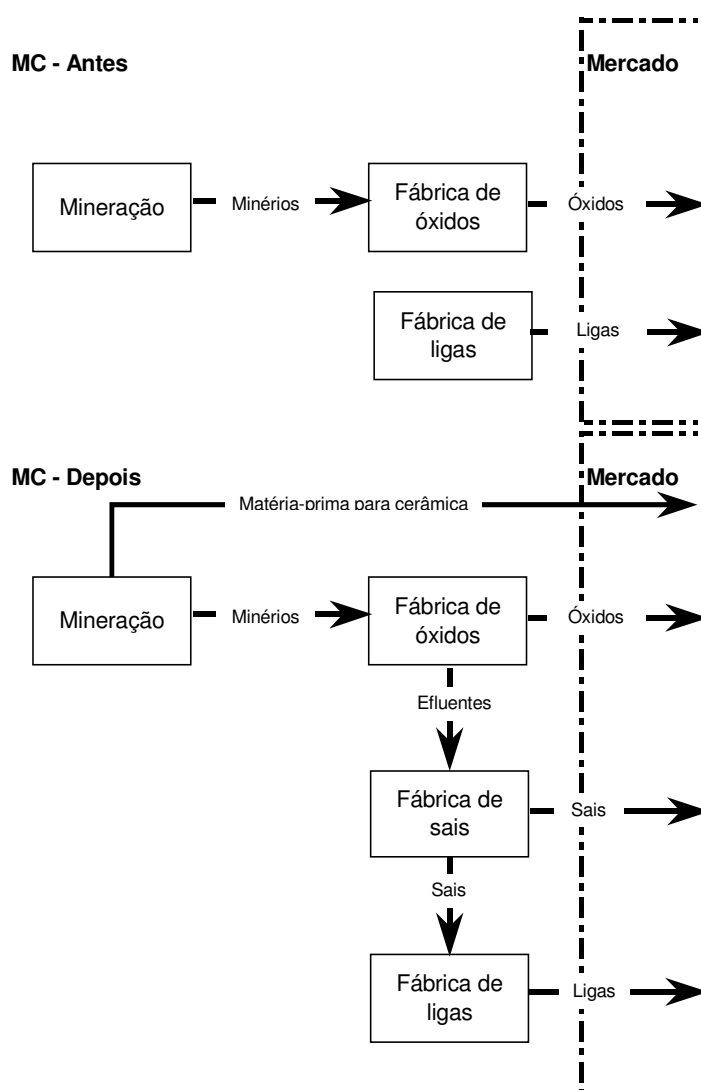 MC - Antes
Mercado
Mineração
Minérios
Fábrica de
óxidos
Óxidos
Fábrica de
ligas
Ligas
MC - Depois
Mercado
Matéria-prima para cerâmica
Mineração
Minérios
Fábrica de
óxidos
Óxidos
Efluentes
Fábrica de
sais
Sais
Sais
Fábrica de
ligas
Ligas